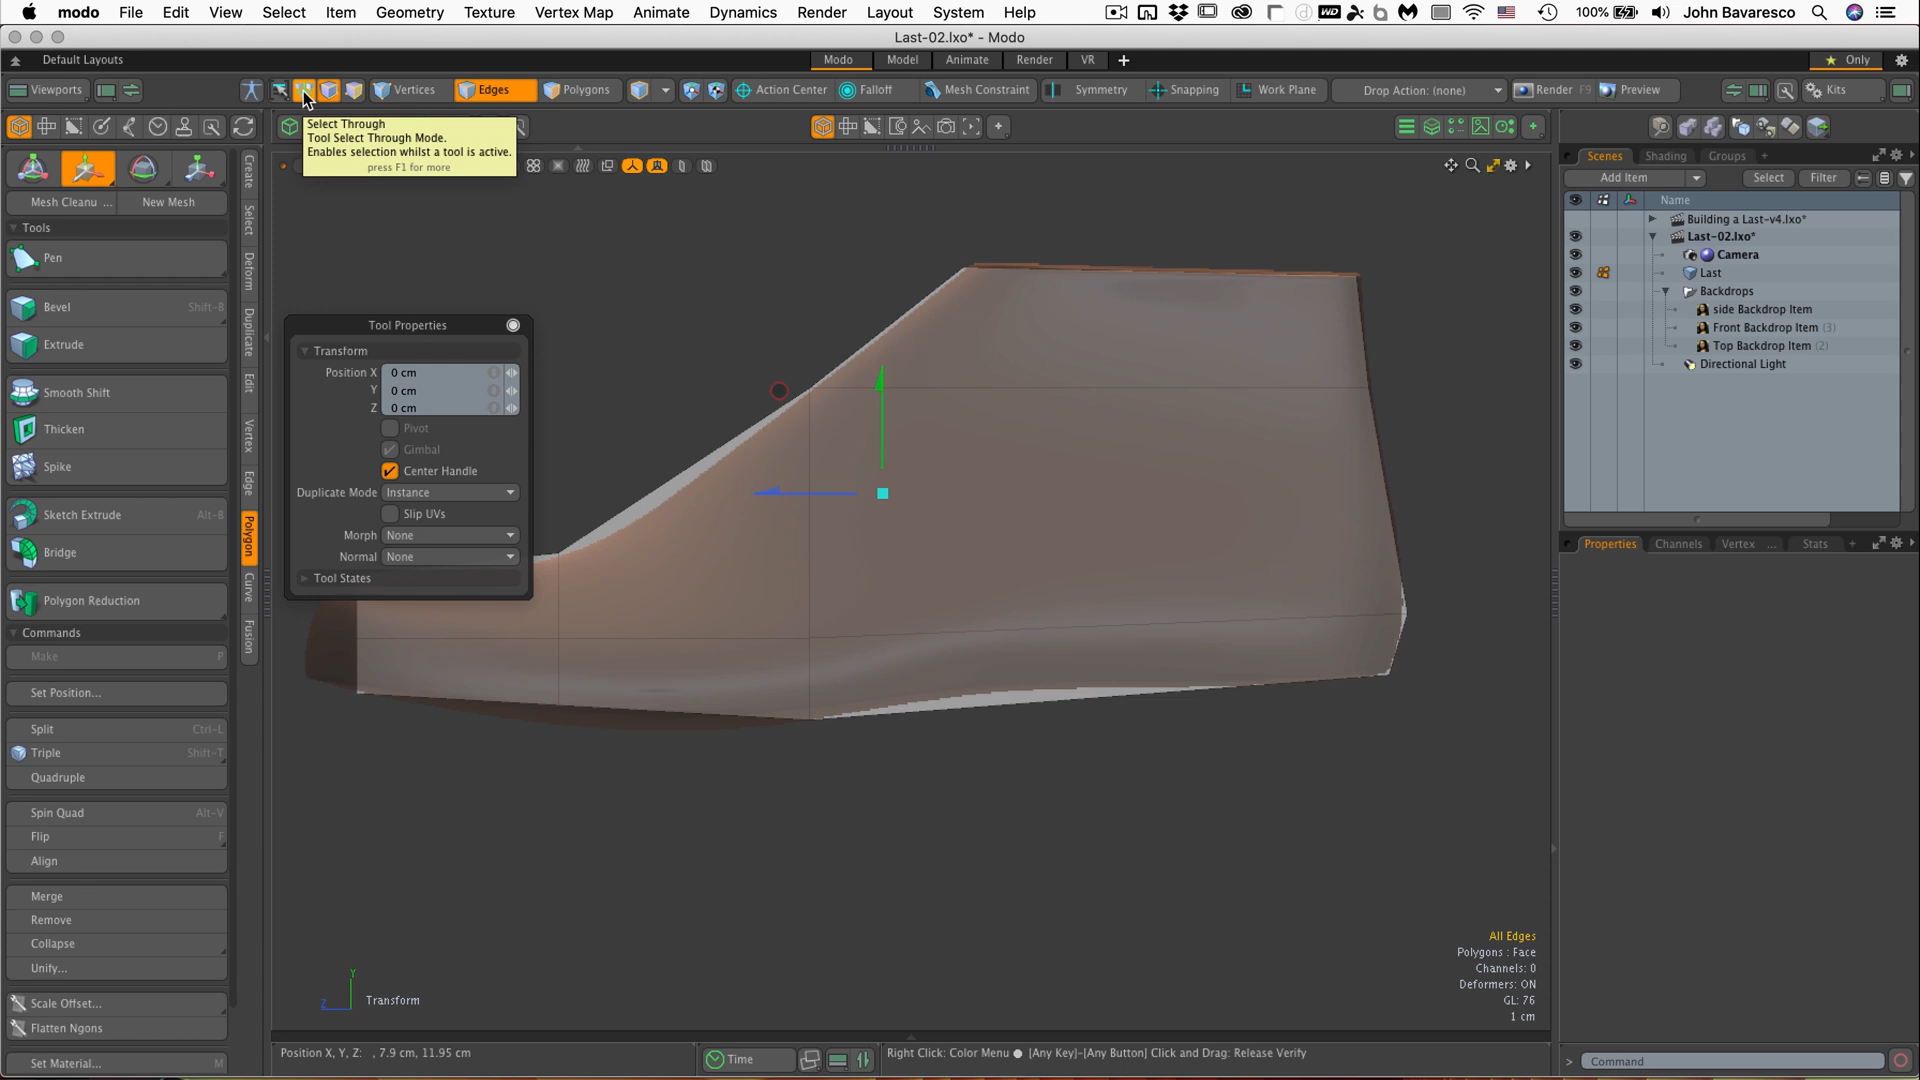 modo File Edit View Select Item Geometry Texture Vertex Map Animate Dynamics Render Layout System Help 100% John Bavaresco
Last-02.lxo* - Modo
Default Layouts Modo Model Animate Render VR Only
Viewports Vertices Edges Polygons Action Center Falloff Mesh Constraint Symmetry Snapping Work Plane Drop Action: (none) Render F9 Preview Kits
Select Through
Tool Select Through Mode.
Enables selection whilst a tool is active.
press F1 for more
Mesh Cleanu ... New Mesh
Tools
Pen
Bevel Shift-B
Extrude
Smooth Shift
Thicken
Spike
Sketch Extrude Alt-B
Bridge
Polygon Reduction
Commands
Make P
Set Position...
Split Ctrl-L
Triple Shift-T
Quadruple
Spin Quad Alt-V
Flip F
Align
Merge
Remove
Collapse
Unify...
Scale Offset...
Flatten Ngons
Set Material... M
Create
Select
Deform
Duplicate
Edit
Vertex
Edge
Polygon
Curve
Fusion
Tool Properties
Transform
Position X 0 cm
Y 0 cm
Z 0 cm
Pivot
Gimbal
Center Handle
Duplicate Mode Instance
Slip UVs
Morph None
Normal None
Tool States
Y
Z
Transform
All Edges
Polygons : Face
Channels: 0
Deformers: ON
GL: 76
1 cm
Scenes Shading Groups
Add Item Select Filter
Name
Building a Last-v4.lxo*
Last-02.lxo*
Camera
Last
Backdrops
side Backdrop Item
Front Backdrop Item (3)
Top Backdrop Item (2)
Directional Light
Properties Channels Vertex ... Stats
Position X, Y, Z: , 7.9 cm, 11.95 cm
Time
Right Click: Color Menu ● [Any Key]-[Any Button] Click and Drag: Release Verify
> Command